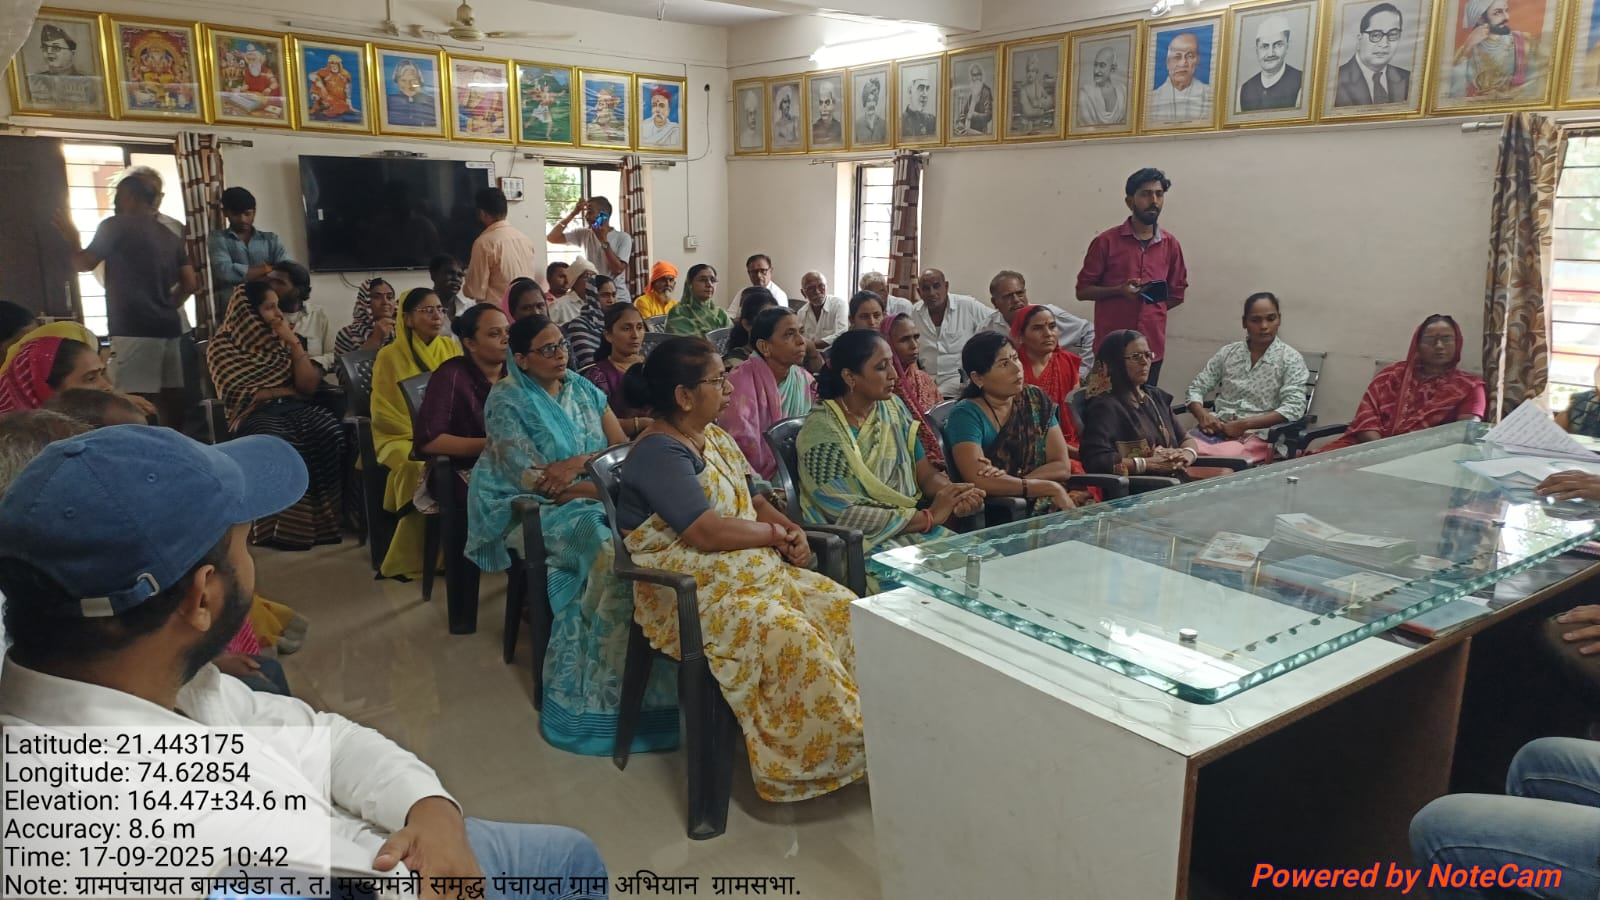 Latitude: 21.443175
Longitude: 74.62854
Elevation: 164.47±34.6 m
Accuracy: 8.6 m
Time: 17-09-2025 10:42
Note: ग्रामपंचायत बामखेडा त. त. मुख्यमंत्री समृद्ध पंचायत ग्राम अभियान ग्रामसभा.
Powered by NoteCam